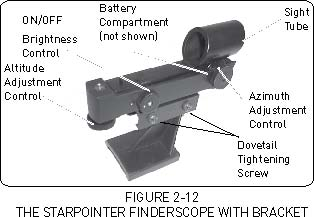 ON/OFF
Brightness
Control
Altitude
Adjustment
Control
Battery
Compartment
(not shown)
Sight
Tube
Azimuth
Adjustment
Control
Dovetail
Tightening
Screw
FIGURE 2-12
THE STARPOINTER FINDERSCOPE WITH BRACKET